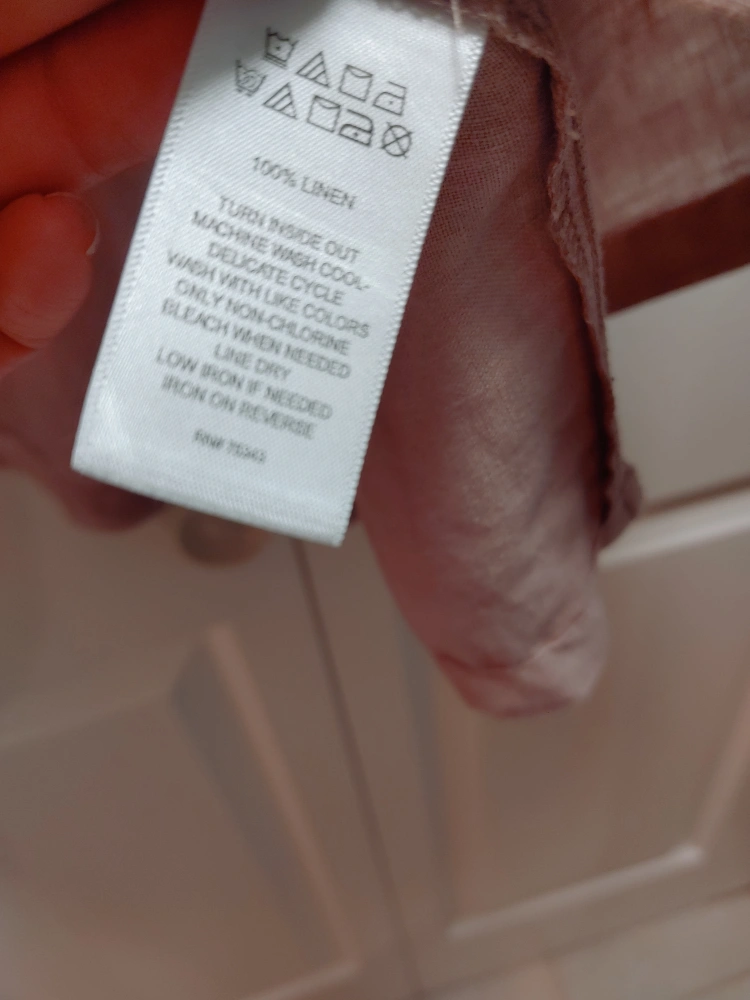 100% LINEN
TURN INSIDE OUT
MACHINE WASH COOL-
DELICATE CYCLE
WASH WITH LIKE COLORS
ONLY NON-CHLORINE
BLEACH WHEN NEEDED
LINE DRY
LOW IRON IF NEEDED
IRON ON REVERSE
RN#